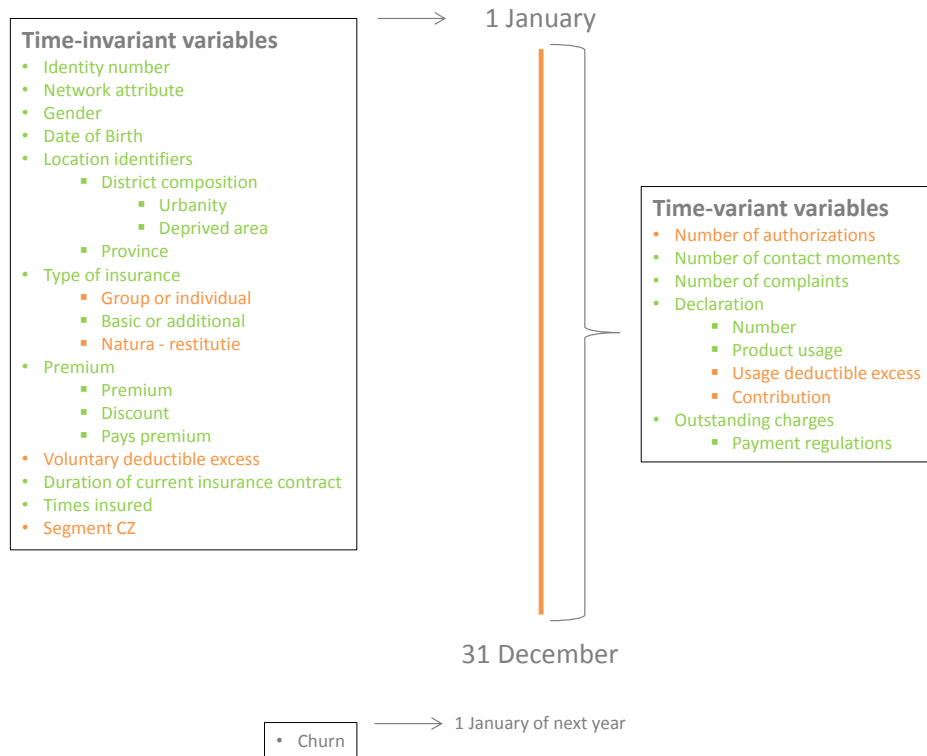 1 January
Time-invariant variables
• Identity number
• Network attribute
• Gender
• Date of Birth
• Location identifiers
▪ District composition
▪ Urbanity
▪ Deprived area
▪ Province
• Type of insurance
▪ Group or individual
▪ Basic or additional
▪ Natura - restitutie
• Premium
▪ Premium
▪ Discount
▪ Pays premium
• Voluntary deductible excess
• Duration of current insurance contract
• Times insured
• Segment CZ
Time-variant variables
• Number of authorizations
• Number of contact moments
• Number of complaints
• Declaration
▪ Number
▪ Product usage
▪ Usage deductible excess
▪ Contribution
• Outstanding charges
▪ Payment regulations
31 December
• Churn
1 January of next year